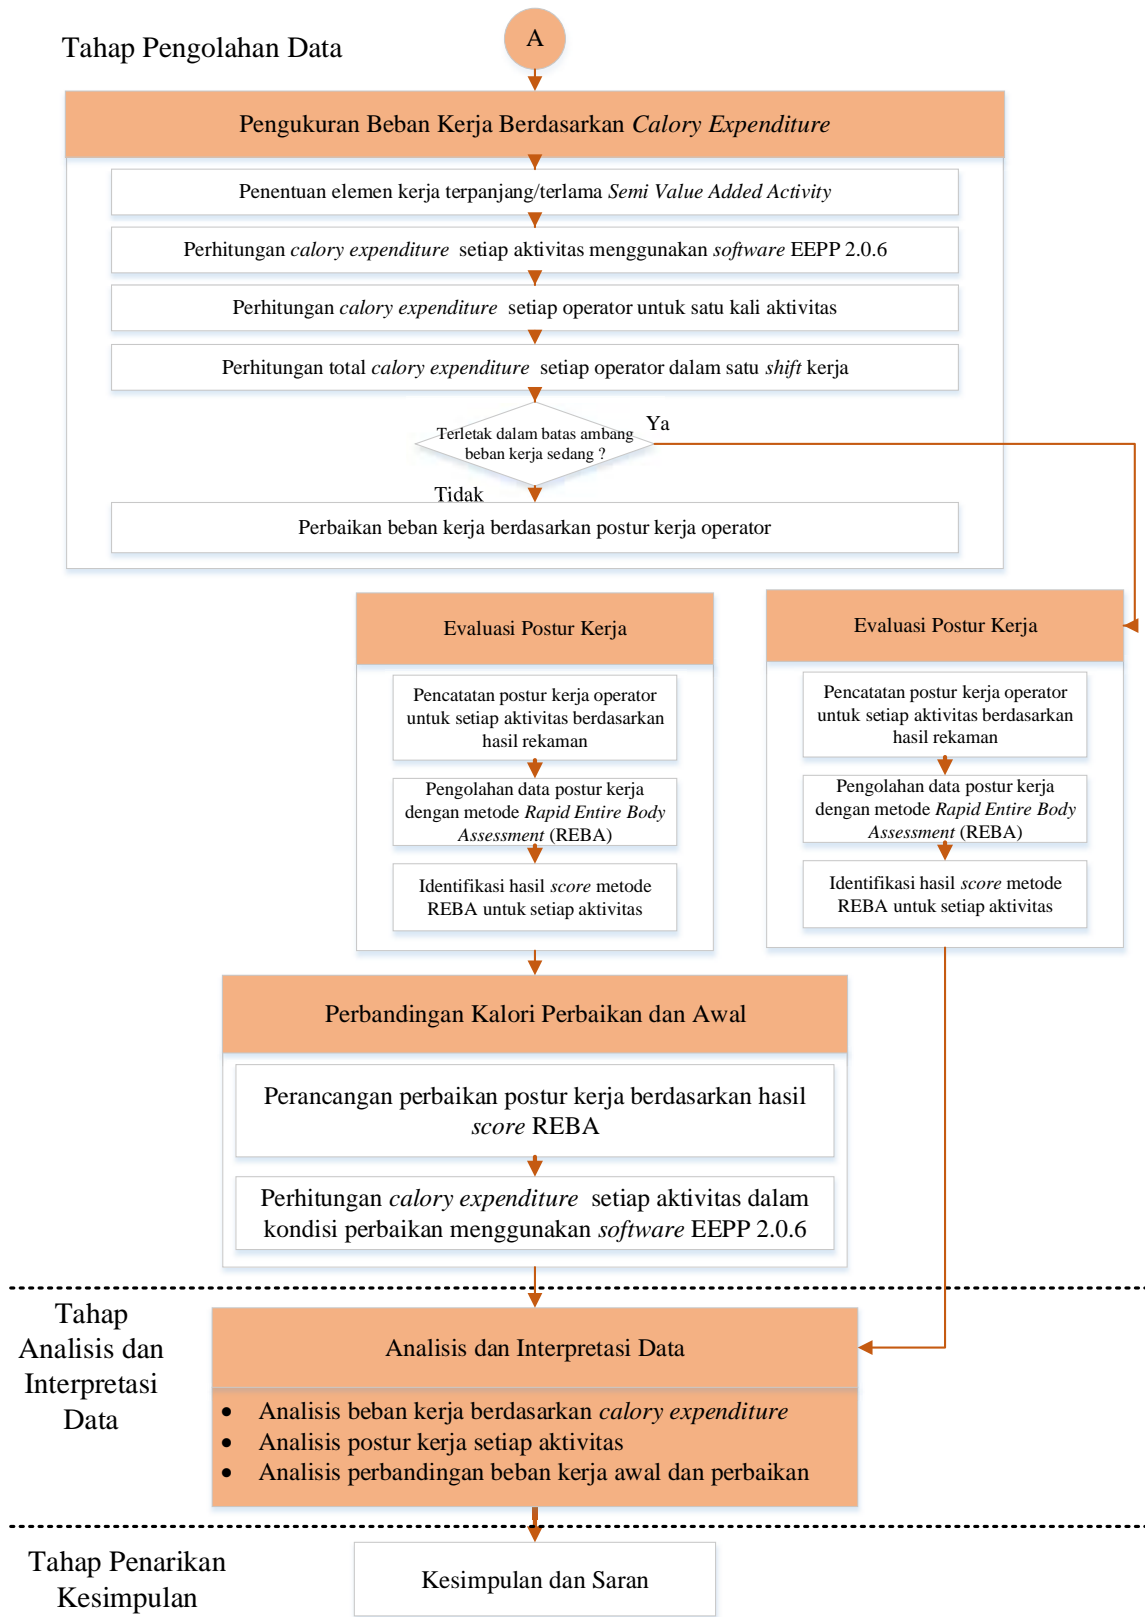 Tahap Pengolahan Data
A
Pengukuran Beban Kerja Berdasarkan Calory Expenditure
Penentuan elemen kerja terpanjang/terlama Semi Value Added Activity
Perhitungan calory expenditure setiap aktivitas menggunakan software EEPP 2.0.6
Perhitungan calory expenditure setiap operator untuk satu kali aktivitas
Perhitungan total calory expenditure setiap operator dalam satu shift kerja
Terletak dalam batas ambang
beban kerja sedang ?
Ya
Tidak
Perbaikan beban kerja berdasarkan postur kerja operator
Evaluasi Postur Kerja
Pencatatan postur kerja operator
untuk setiap aktivitas berdasarkan
hasil rekaman
Pengolahan data postur kerja
dengan metode Rapid Entire Body
Assessment (REBA)
Identifikasi hasil score metode
REBA untuk setiap aktivitas
Evaluasi Postur Kerja
Pencatatan postur kerja operator
untuk setiap aktivitas berdasarkan
hasil rekaman
Pengolahan data postur kerja
dengan metode Rapid Entire Body
Assessment (REBA)
Identifikasi hasil score metode
REBA untuk setiap aktivitas
Perbandingan Kalori Perbaikan dan Awal
Perancangan perbaikan postur kerja berdasarkan hasil
score REBA
Perhitungan calory expenditure setiap aktivitas dalam
kondisi perbaikan menggunakan software EEPP 2.0.6
Tahap
Analisis dan
Interpretasi
Data
Analisis dan Interpretasi Data
• Analisis beban kerja berdasarkan calory expenditure
• Analisis postur kerja setiap aktivitas
• Analisis perbandingan beban kerja awal dan perbaikan
Tahap Penarikan
Kesimpulan
Kesimpulan dan Saran